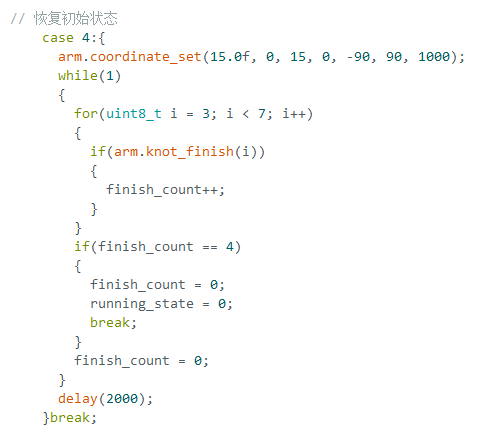 // 恢复初始状态
    case 4:{
      arm.coordinate_set(15.0f, 0, 15, 0, -90, 90, 1000);
      while(1)
      {
        for(uint8_t i = 3; i < 7; i++)
        {
          if(arm.knot_finish(i))
          {
            finish_count++;
          }
        }
        if(finish_count == 4)
        {
          finish_count = 0;
          running_state = 0;
          break;
        }
        finish_count = 0;
      }
      delay(2000);
    }break;